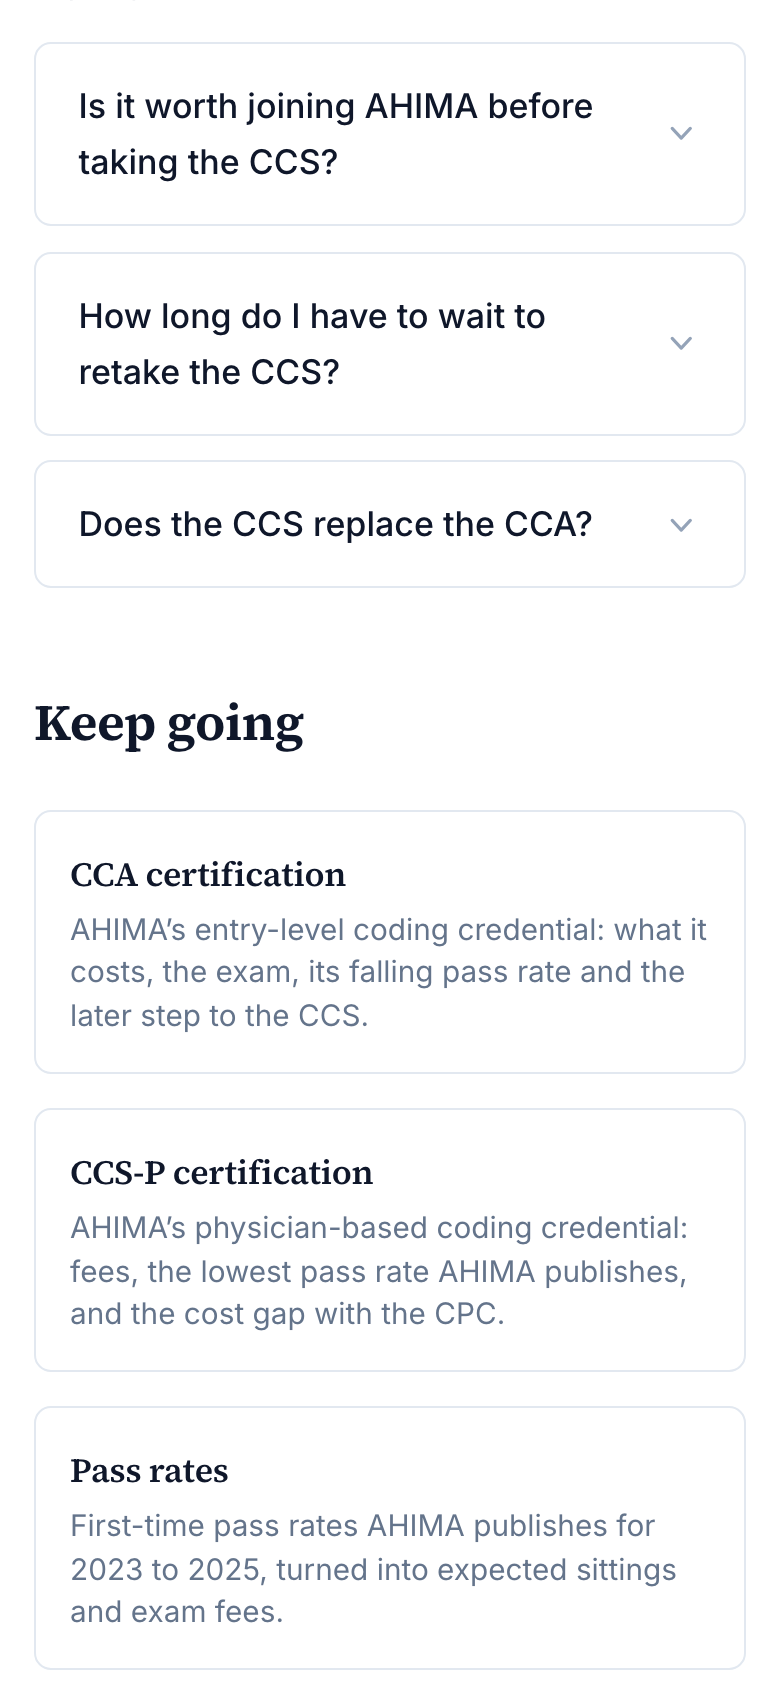 Is it worth joining AHIMA before
taking the CCS?
How long do I have to wait to
retake the CCS?
Does the CCS replace the CCA?
Keep going
CCA certification
AHIMA’s entry-level coding credential: what it
costs, the exam, its falling pass rate and the
later step to the CCS.
CCS-P certification
AHIMA’s physician-based coding credential:
fees, the lowest pass rate AHIMA publishes,
and the cost gap with the CPC.
Pass rates
First-time pass rates AHIMA publishes for
2023 to 2025, turned into expected sittings
and exam fees.